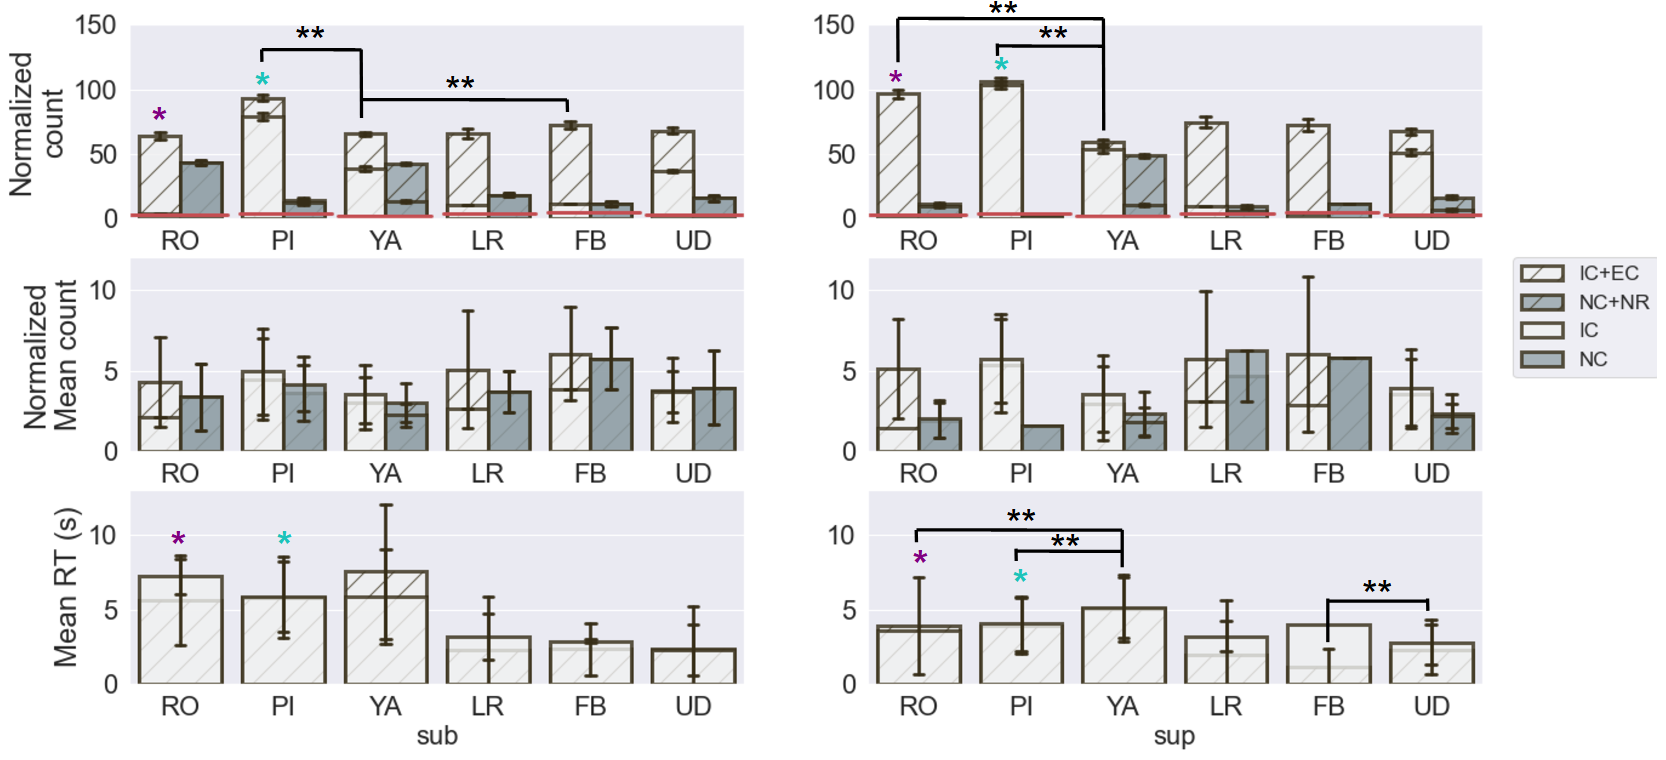 150
**
**
100
*
*
50
0
Normalized
count
RO PI YA LR FB UD
150
**
**
100
*
*
50
0
RO PI YA LR FB UD
10
5
0
Normalized
Mean count
RO PI YA LR FB UD
10
5
0
RO PI YA LR FB UD
IC+EC
NC+NR
IC
NC
10
5
0
Mean RT (s)
*
*
RO PI YA LR FB UD
sub
10
5
0
**
**
*
*
**
RO PI YA LR FB UD
sup